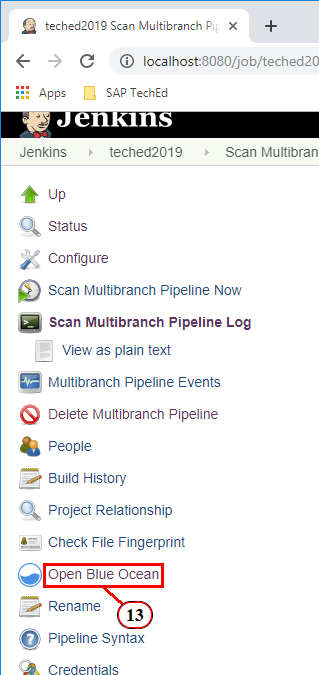 teched2019 Scan Multibranch Pip
localhost:8080/job/teched20
Apps SAP TechEd
Jenkins
Jenkins teched2019 Scan Multibran
Up
Status
Configure
Scan Multibranch Pipeline Now
Scan Multibranch Pipeline Log
View as plain text
Multibranch Pipeline Events
Delete Multibranch Pipeline
People
Build History
Project Relationship
Check File Fingerprint
Open Blue Ocean
Rename
13
Pipeline Syntax
Credentials